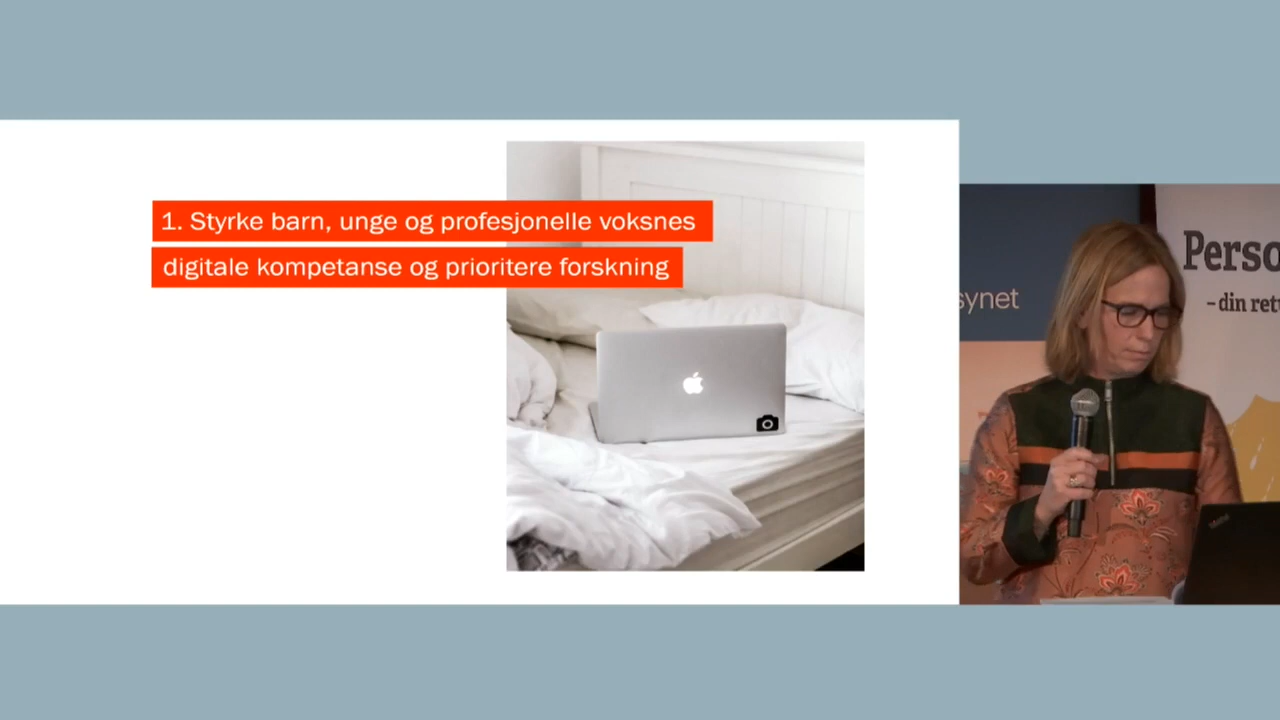 1. Styrke barn, unge og profesjonelle voksnes
digitale kompetanse og prioritere forskning
synet
Perso
– din ret